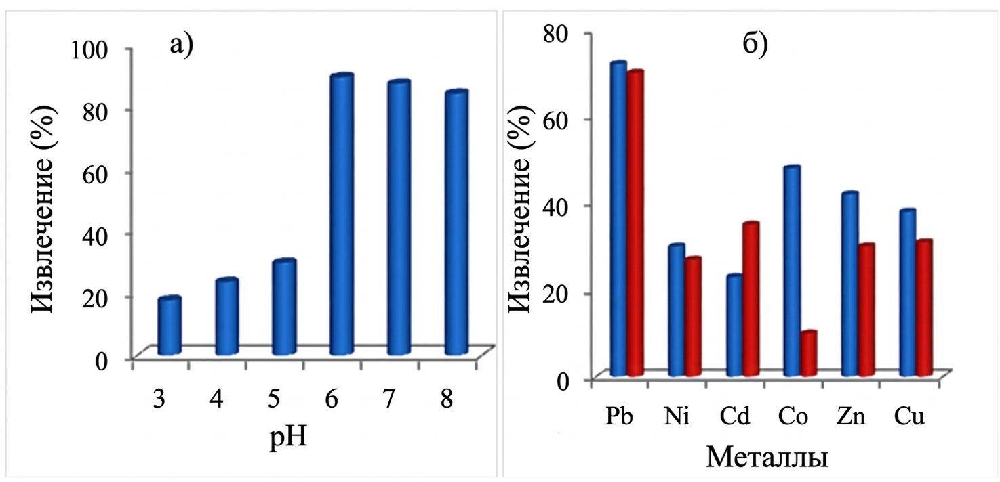 а)
100
80
60
40
20
0
Извлечение (%)
3 4 5 6 7 8
pH
б)
80
60
40
20
0
Извлечение (%)
Pb Ni Cd Co Zn Cu
Металлы